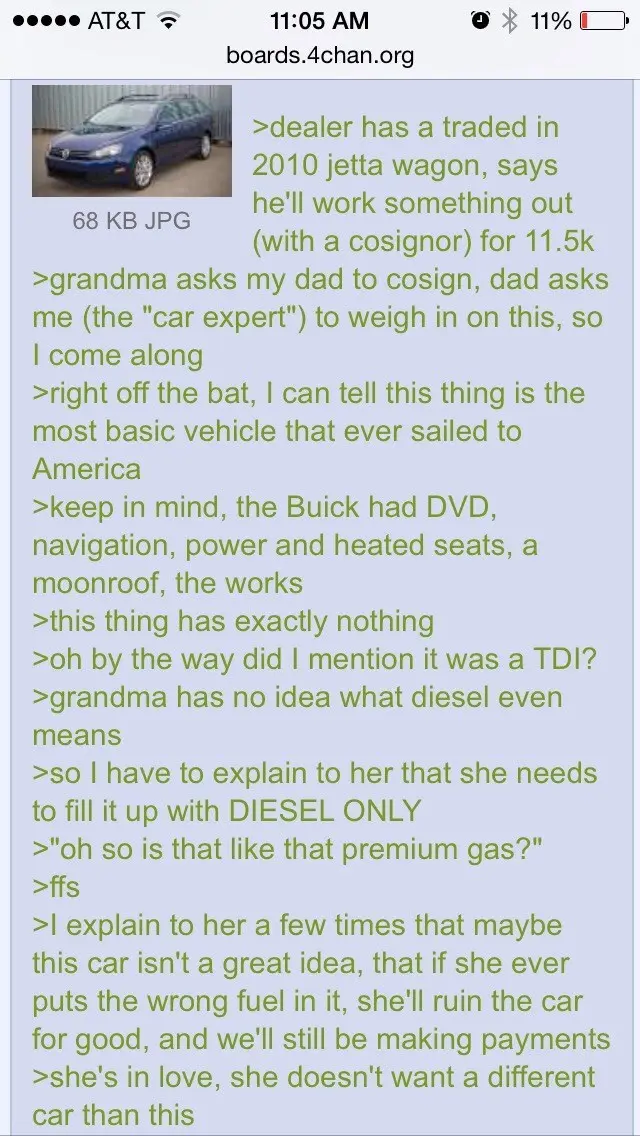 ●●●●● AT&T 11:05 AM 11%
boards.4chan.org
>dealer has a traded in
2010 jetta wagon, says
he'll work something out
68 KB JPG
(with a cosignor) for 11.5k
>grandma asks my dad to cosign, dad asks
me (the "car expert") to weigh in on this, so
I come along
>right off the bat, I can tell this thing is the
most basic vehicle that ever sailed to
America
>keep in mind, the Buick had DVD,
navigation, power and heated seats, a
moonroof, the works
>this thing has exactly nothing
>oh by the way did I mention it was a TDI?
>grandma has no idea what diesel even
means
>so I have to explain to her that she needs
to fill it up with DIESEL ONLY
>"oh so is that like that premium gas?"
>ffs
>I explain to her a few times that maybe
this car isn't a great idea, that if she ever
puts the wrong fuel in it, she'll ruin the car
for good, and we'll still be making payments
>she's in love, she doesn't want a different
car than this